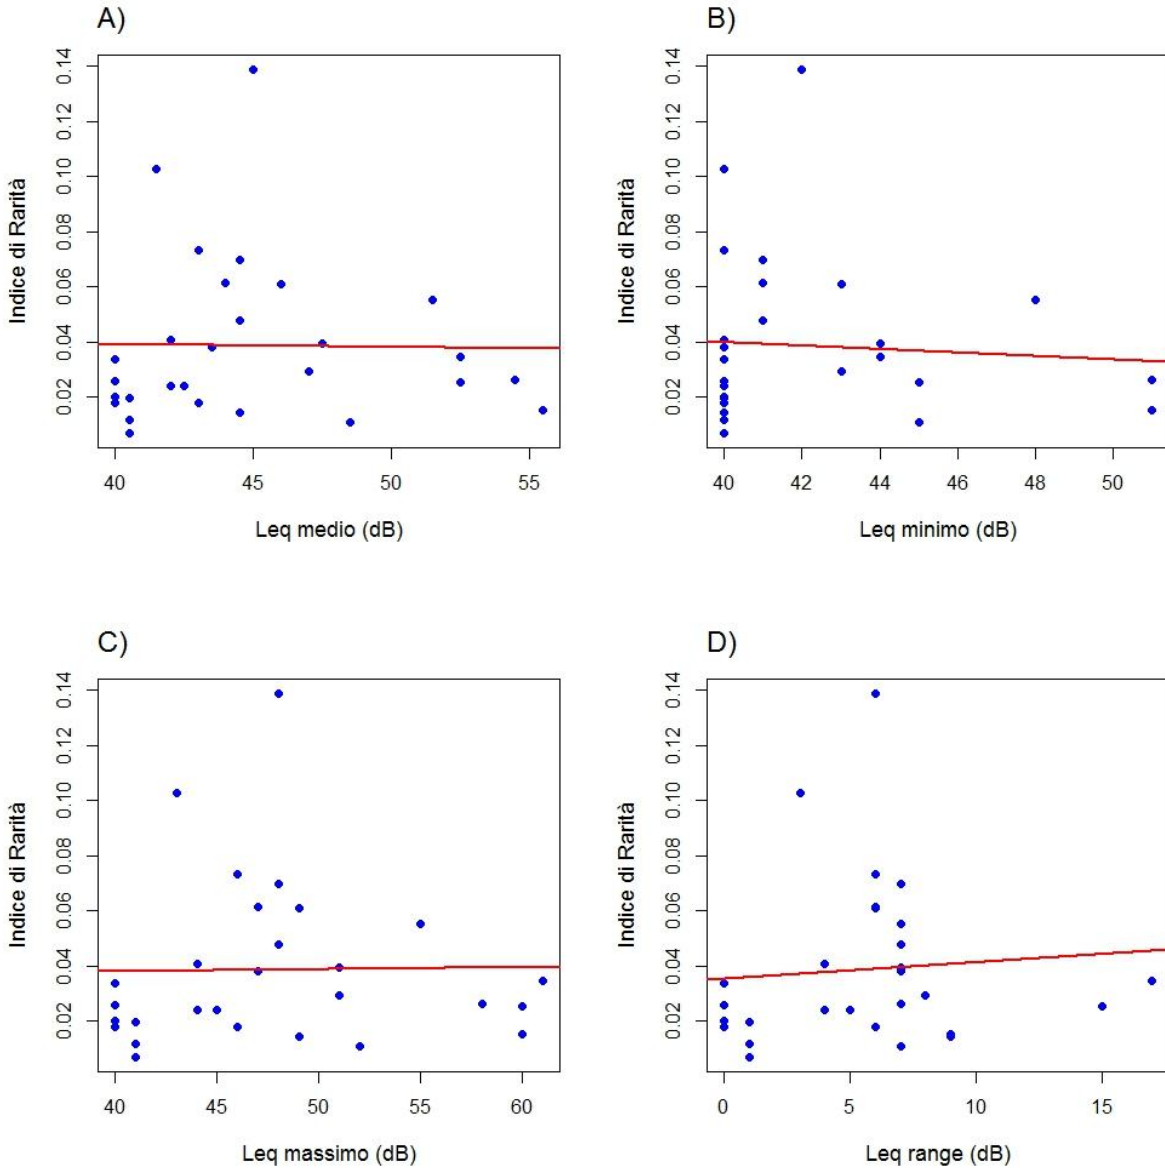 A)
Indice di Rarità
0.14
0.12
0.10
0.08
0.06
0.04
0.02
40 45 50 55
Leq medio (dB)
B)
Indice di Rarità
0.14
0.12
0.10
0.08
0.06
0.04
0.02
40 42 44 46 48 50
Leq minimo (dB)
C)
Indice di Rarità
0.14
0.12
0.10
0.08
0.06
0.04
0.02
40 45 50 55 60
Leq massimo (dB)
D)
Indice di Rarità
0.14
0.12
0.10
0.08
0.06
0.04
0.02
0 5 10 15
Leq range (dB)